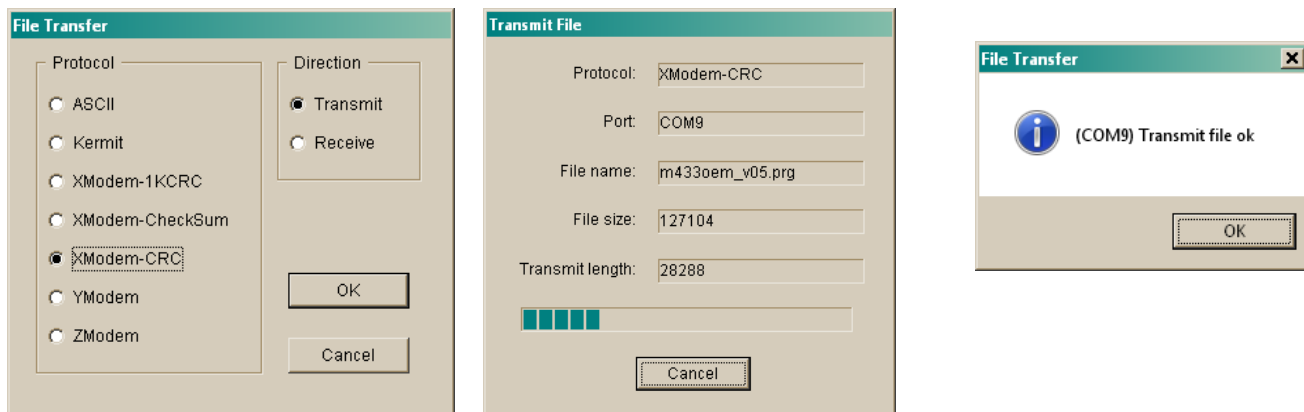 File Transfer
Protocol
ASCII
Kermit
XModem-1KCRC
XModem-CheckSum
XModem-CRC
YModem
ZModem
Direction
Transmit
Receive
OK
Cancel
Transmit File
Protocol: XModem-CRC
Port: COM9
File name: m433oem_v05.prg
File size: 127104
Transmit length: 28288
Cancel
File Transfer
(COM9) Transmit file ok
OK